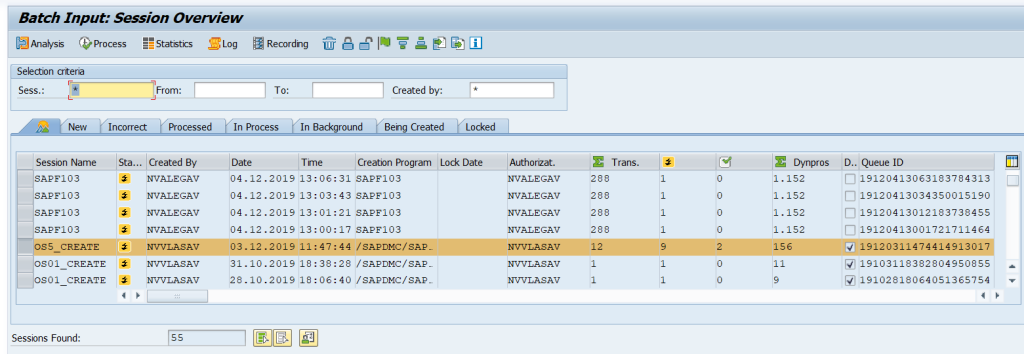 Batch Input: Session Overview
Analysis Process Statistics Log Recording
Selection criteria
Sess.: * From: To: Created by: *
New Incorrect Processed In Process In Background Being Created Locked
Session Name Sta... Created By Date Time Creation Program Lock Date Authorizat. Trans. Dynpros D.. Queue ID
SAPF103 NVALEGAV 04.12.2019 13:06:31 SAPF103 NVALEGAV 288 1 0 1.152 19120413063183784313
SAPF103 NVALEGAV 04.12.2019 13:03:43 SAPF103 NVALEGAV 288 1 0 1.152 19120413034350015190
SAPF103 NVALEGAV 04.12.2019 13:01:21 SAPF103 NVALEGAV 288 1 0 1.152 19120413012183738455
SAPF103 NVALEGAV 04.12.2019 13:00:17 SAPF103 NVALEGAV 288 1 0 1.152 19120413001721711464
OS5_CREATE NVVLASAV 03.12.2019 11:47:44 /SAPDMC/SAP… NVVLASAV 12 9 2 156 19120311474414913017
OS01_CREATE NVVLASAV 31.10.2019 18:38:28 /SAPDMC/SAP… NVVLASAV 1 1 0 11 19103118382804950855
OS01_CREATE NVVLASAV 28.10.2019 18:06:40 /SAPDMC/SAP… NVVLASAV 1 1 0 9 19102818064051365754
Sessions Found: 55